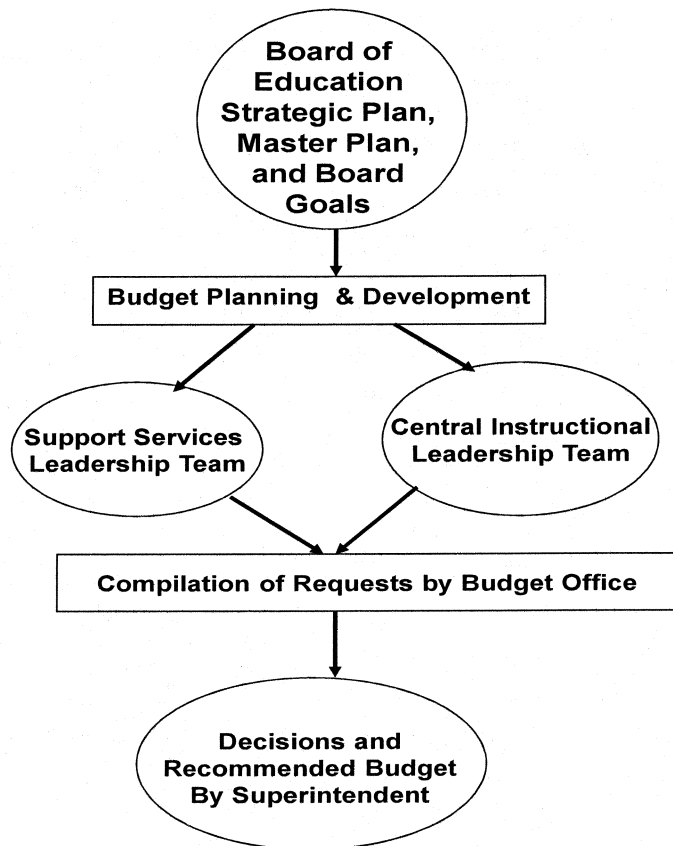 Board of
Education
Strategic Plan,
Master Plan,
and Board
Goals
Budget Planning & Development
Support Services
Leadership Team
Central Instructional
Leadership Team
Compilation of Requests by Budget Office
Decisions and
Recommended Budget
By Superintendent